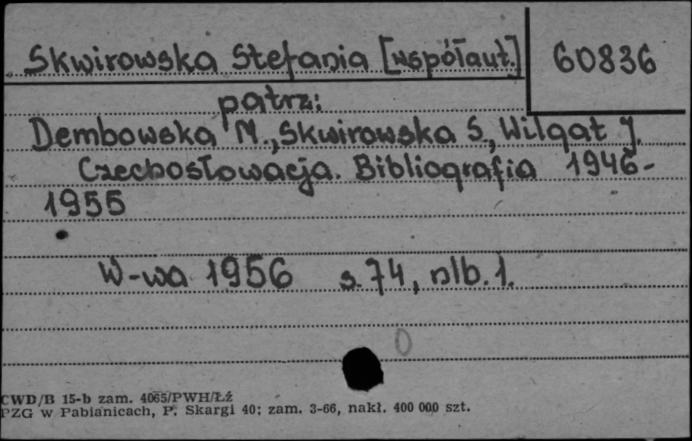 Skwirowska Stefania [współaut.] 60836
patrz:
Dembowska M., Skwirowska S., Wilgat J.
Czechosłowacja. Bibliografia 1946-
1955
W-wa 1956 s. 74, nlb. 1.
0
CWD/B 15-b zam. 4065/PWH/Łź
PZG w Pabianicach, P. Skargi 40; zam. 3-66, nakł. 400 000 szt.